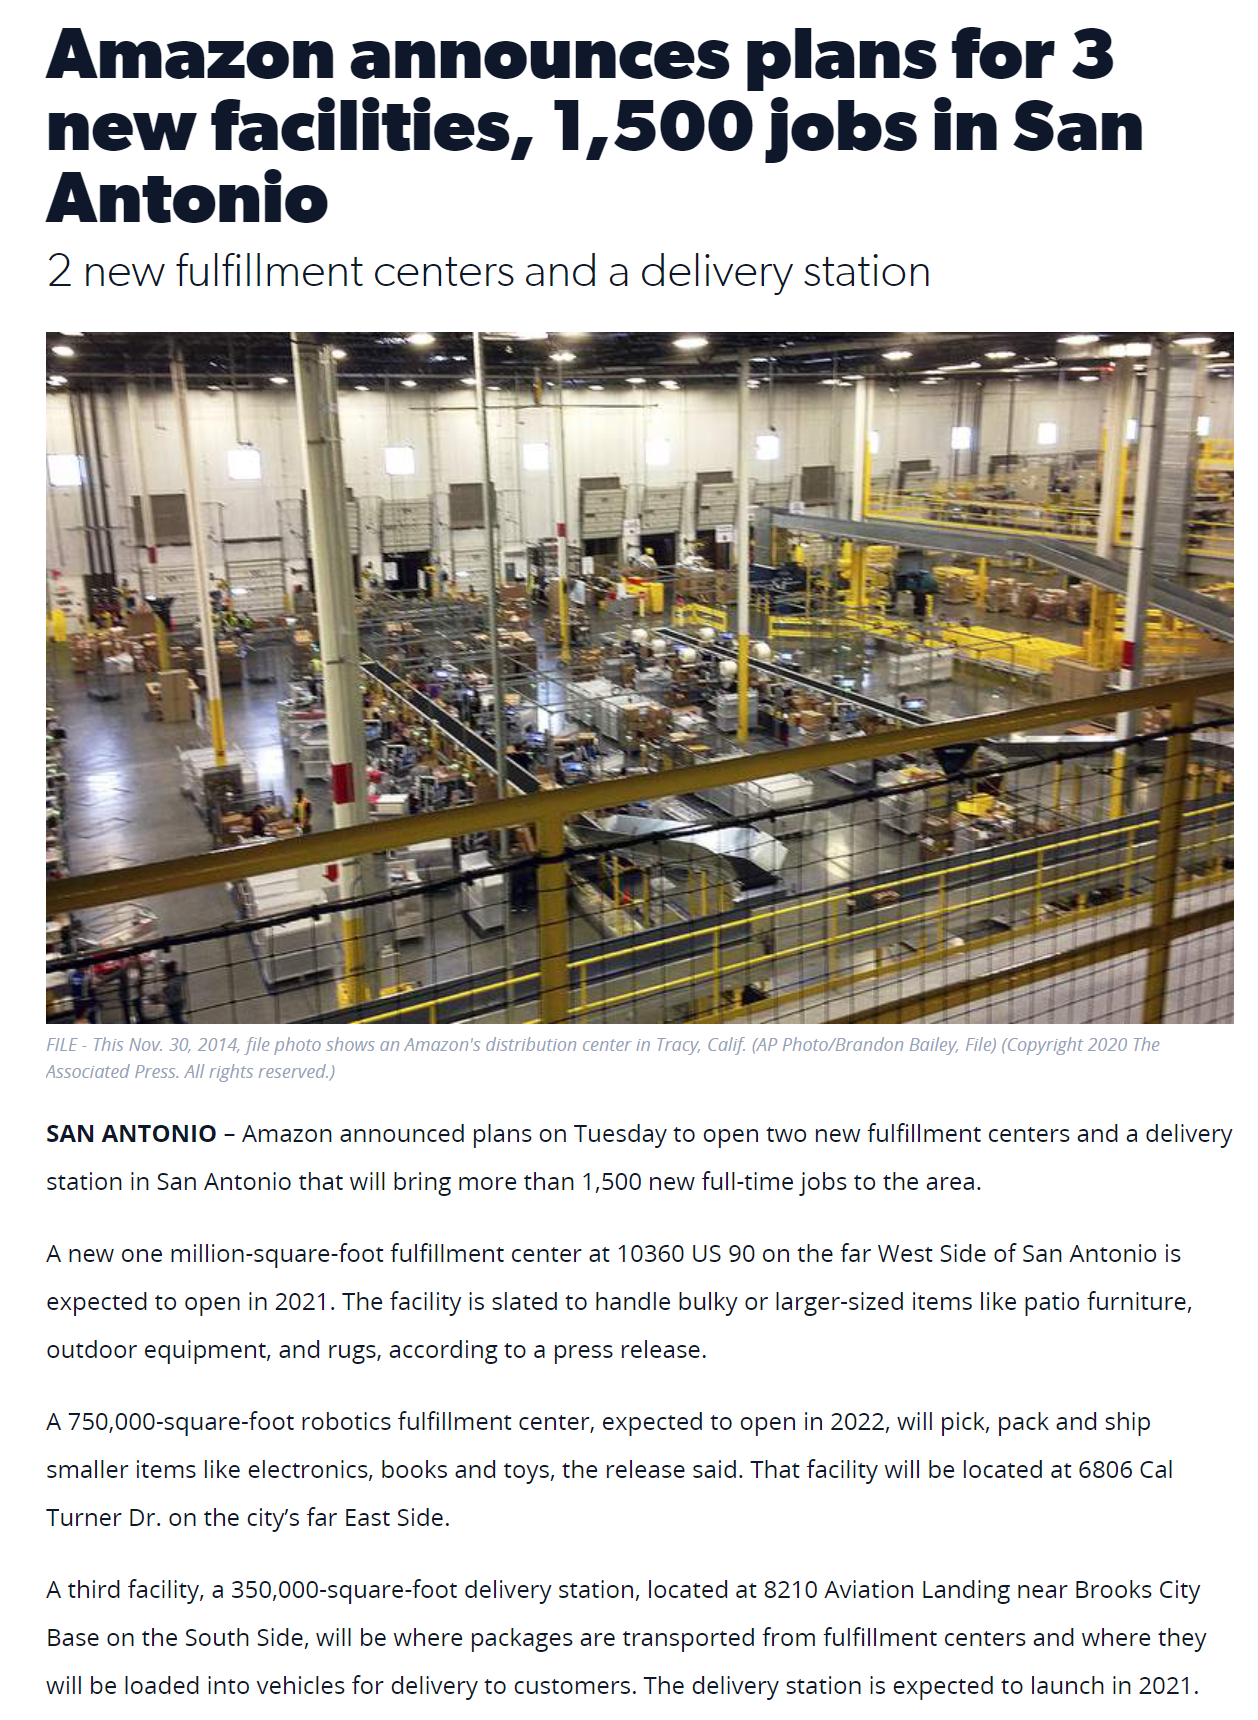 Amazon announces plans for 3
new facilities, 1,500 jobs in San
Antonio
2 new fulfillment centers and a delivery station
FILE - This Nov. 30, 2014, file photo shows an Amazon's distribution center in Tracy, Calif. (AP Photo/Brandon Bailey, File) (Copyright 2020 The
Associated Press. All rights reserved.)
SAN ANTONIO – Amazon announced plans on Tuesday to open two new fulfillment centers and a delivery
station in San Antonio that will bring more than 1,500 new full-time jobs to the area.
A new one million-square-foot fulfillment center at 10360 US 90 on the far West Side of San Antonio is
expected to open in 2021. The facility is slated to handle bulky or larger-sized items like patio furniture,
outdoor equipment, and rugs, according to a press release.
A 750,000-square-foot robotics fulfillment center, expected to open in 2022, will pick, pack and ship
smaller items like electronics, books and toys, the release said. That facility will be located at 6806 Cal
Turner Dr. on the city’s far East Side.
A third facility, a 350,000-square-foot delivery station, located at 8210 Aviation Landing near Brooks City
Base on the South Side, will be where packages are transported from fulfillment centers and where they
will be loaded into vehicles for delivery to customers. The delivery station is expected to launch in 2021.